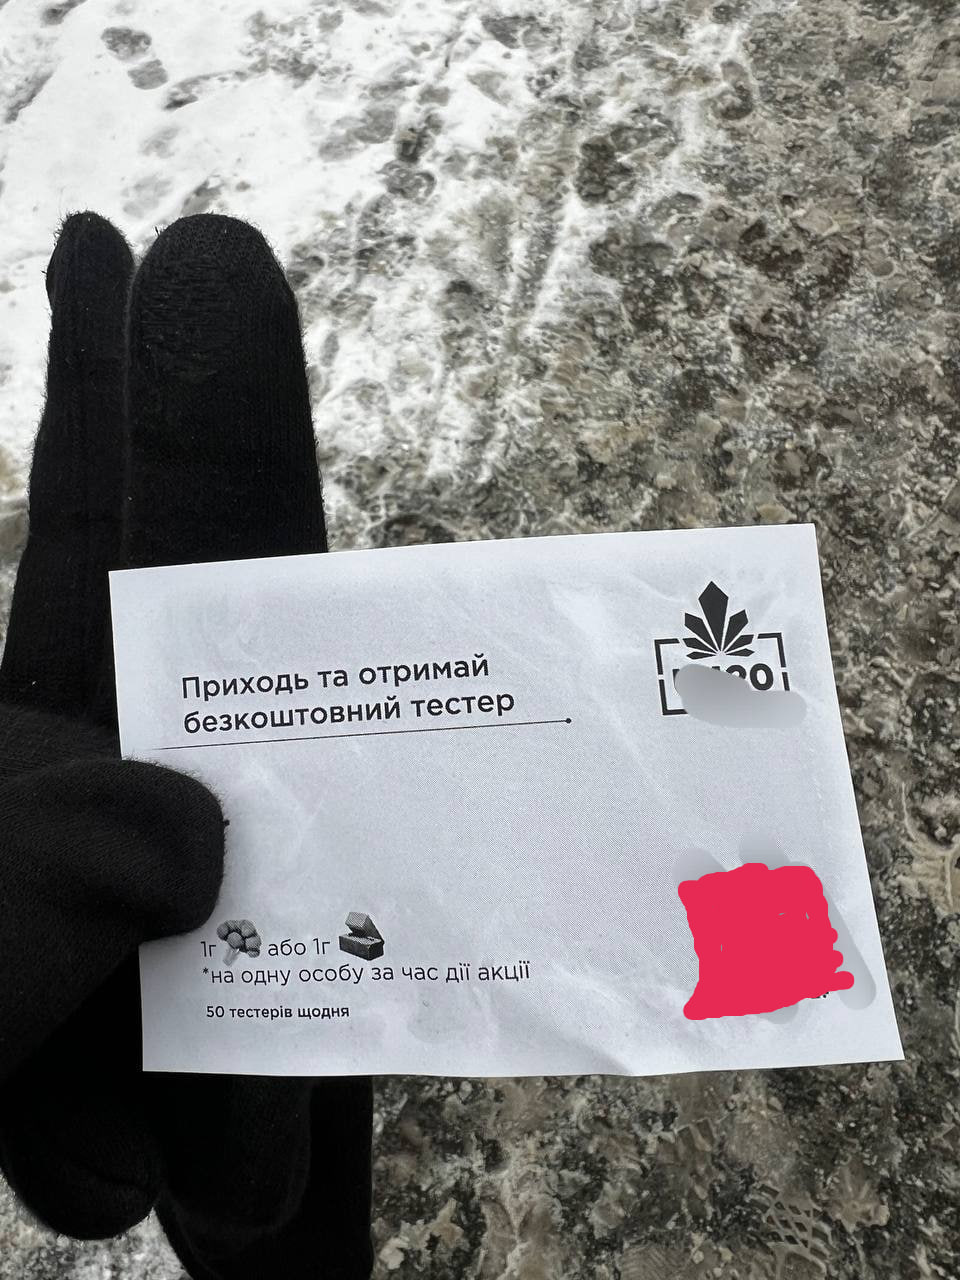 Приходь та отримай
безкоштовний тестер
1г або 1г
*на одну особу за час дії акції
50 тестерів щодня